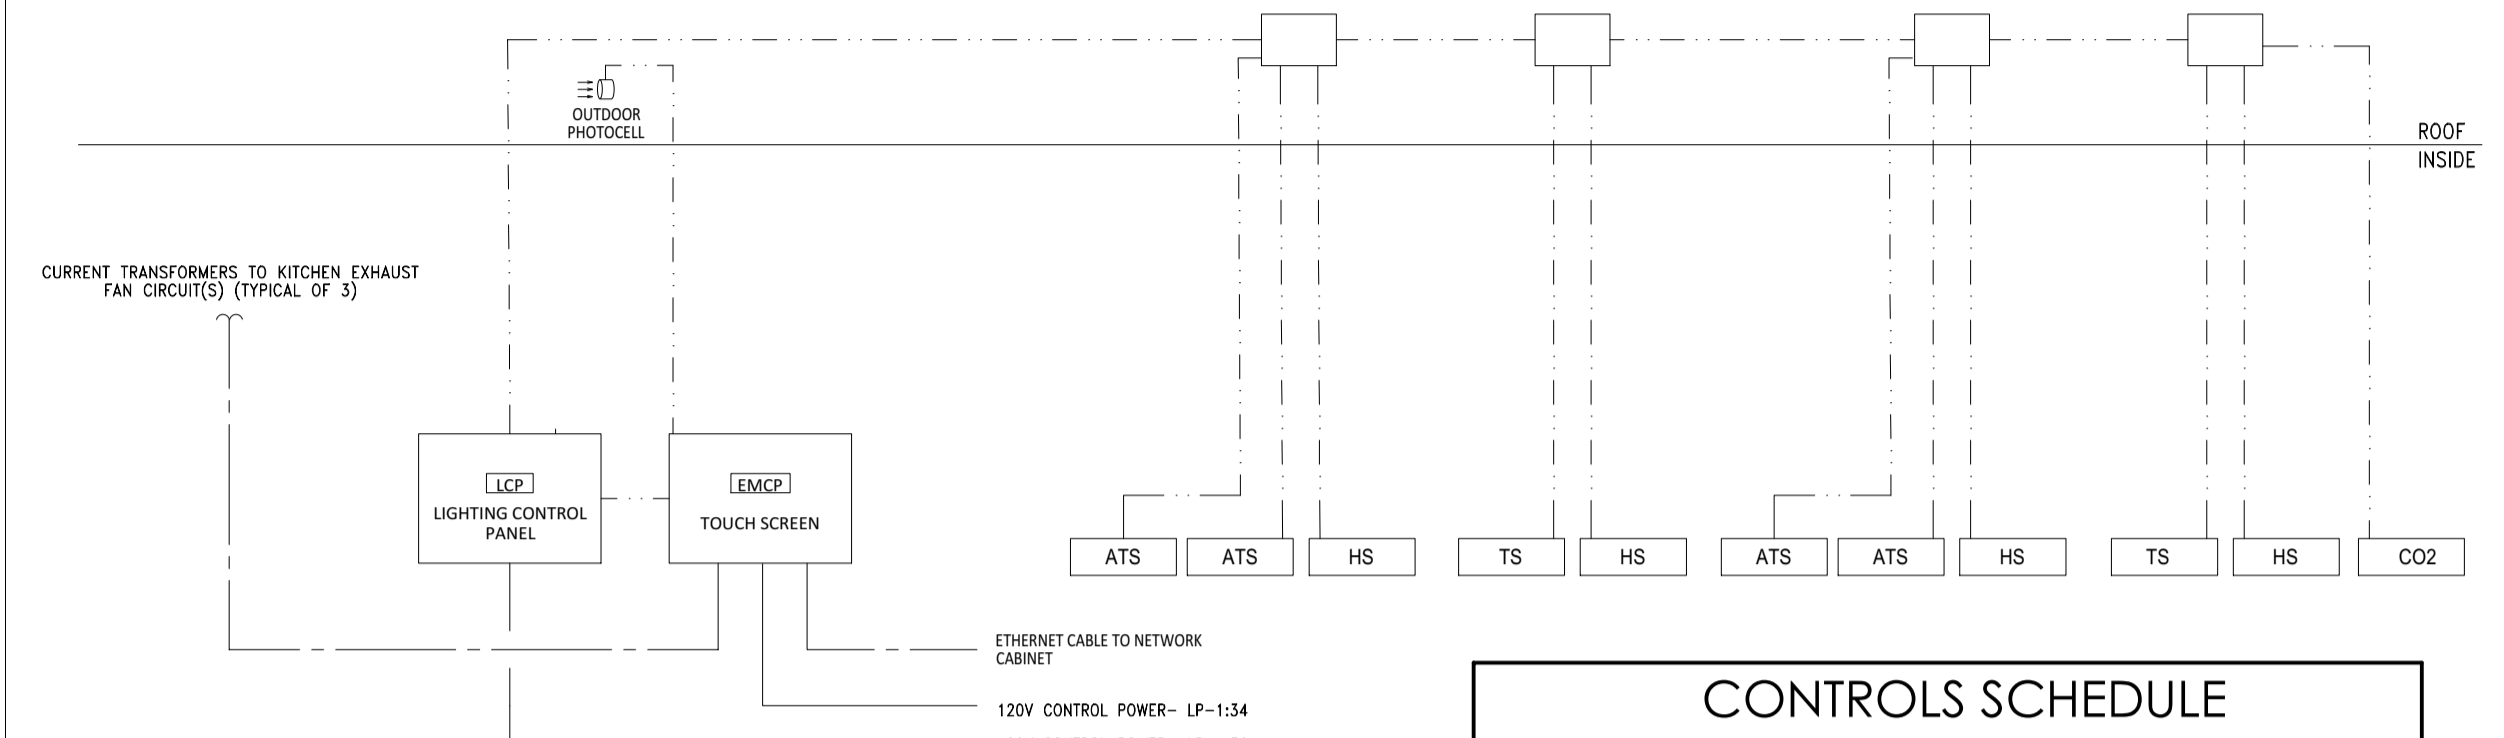 OUTDOOR
PHOTOCELL
ROOF
INSIDE
CURRENT TRANSFORMERS TO KITCHEN EXHAUST
FAN CIRCUIT(S) (TYPICAL OF 3)
LCP
LIGHTING CONTROL
PANEL
EMCP
TOUCH SCREEN
ATS
ATS
HS
TS
HS
ATS
ATS
HS
TS
HS
CO2
ETHERNET CABLE TO NETWORK
CABINET
120V CONTROL POWER- LP-1:34
CONTROLS SCHEDULE